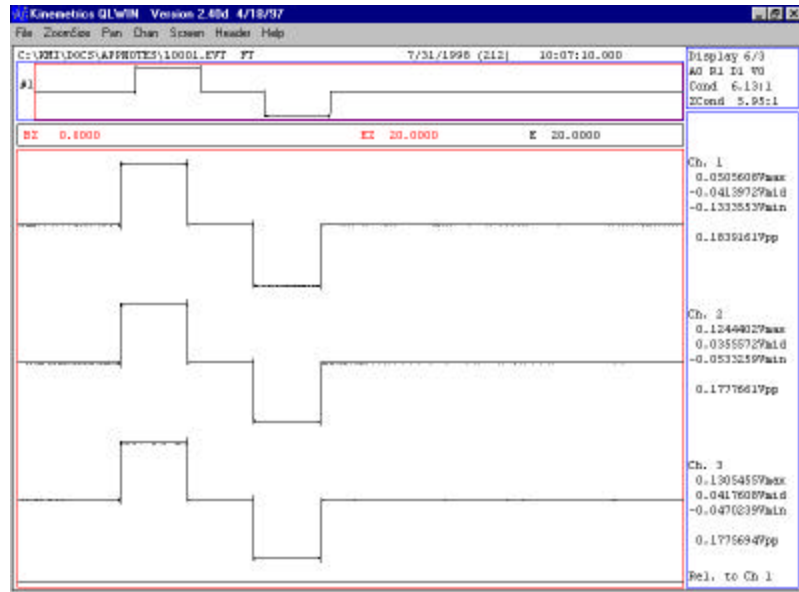 Kinemetrics QLWIN Version 2.40d 4/18/97
File ZoomSize Pan Chan Screen Header Help
C:\KMI\DOCS\APPNOTES\10001.EVT FT 7/31/1998 (212) 10:07:10.000
Display 6/3
A0 R1 D1 V0
Cond 6.13:1
ZCond 5.95:1
#1
BZ 0.0000 EZ 20.0000 E 20.0000
Ch. 1
0.0505608Vmax
-0.0413972Vmid
-0.1333553Vmin
0.1839161Vpp
Ch. 2
0.1244402Vmax
0.0355572Vmid
-0.0533259Vmin
0.1777661Vpp
Ch. 3
0.1305455Vmax
0.0417608Vmid
-0.0470239Vmin
0.1775694Vpp
Rel. to Ch 1